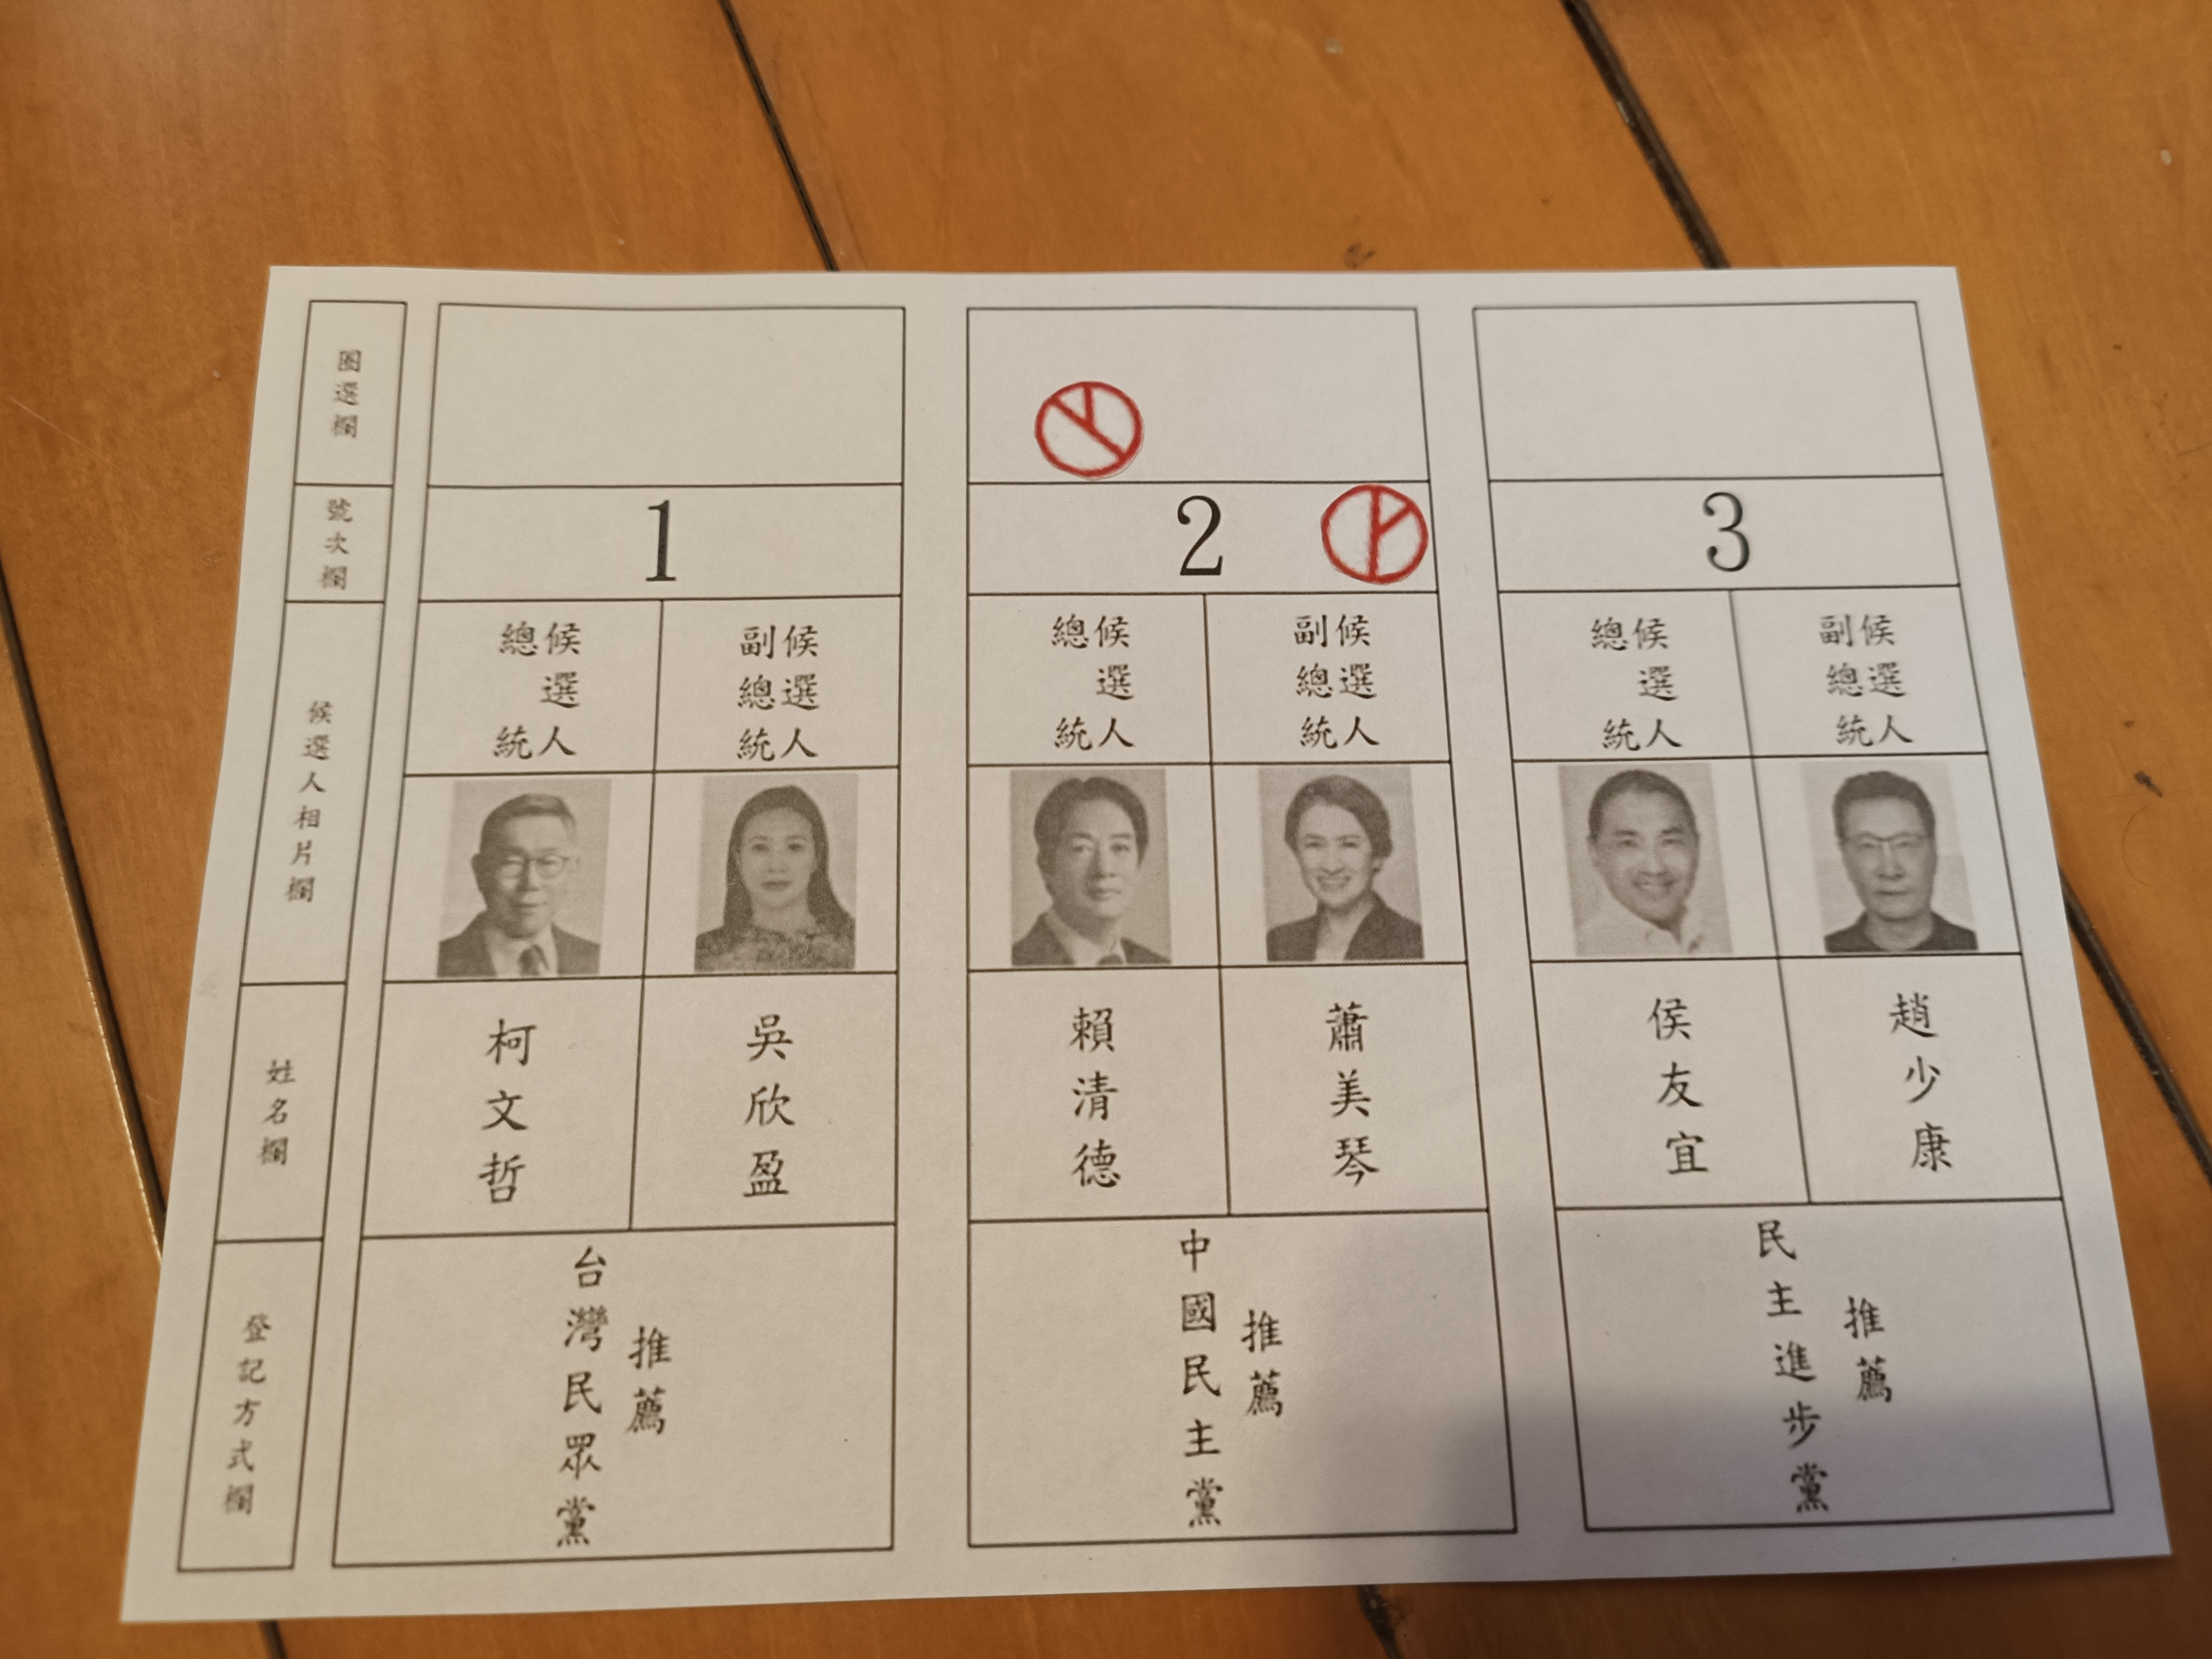 圈選欄
號次欄
候選人相片欄
姓名欄
登記方式欄
1
總統候選人
副總統候選人
柯文哲
吳欣盈
台灣民眾黨
推薦
2
總統候選人
副總統候選人
賴清德
蕭美琴
中國民主黨
推薦
3
總統候選人
副總統候選人
侯友宜
趙少康
民主進步黨
推薦